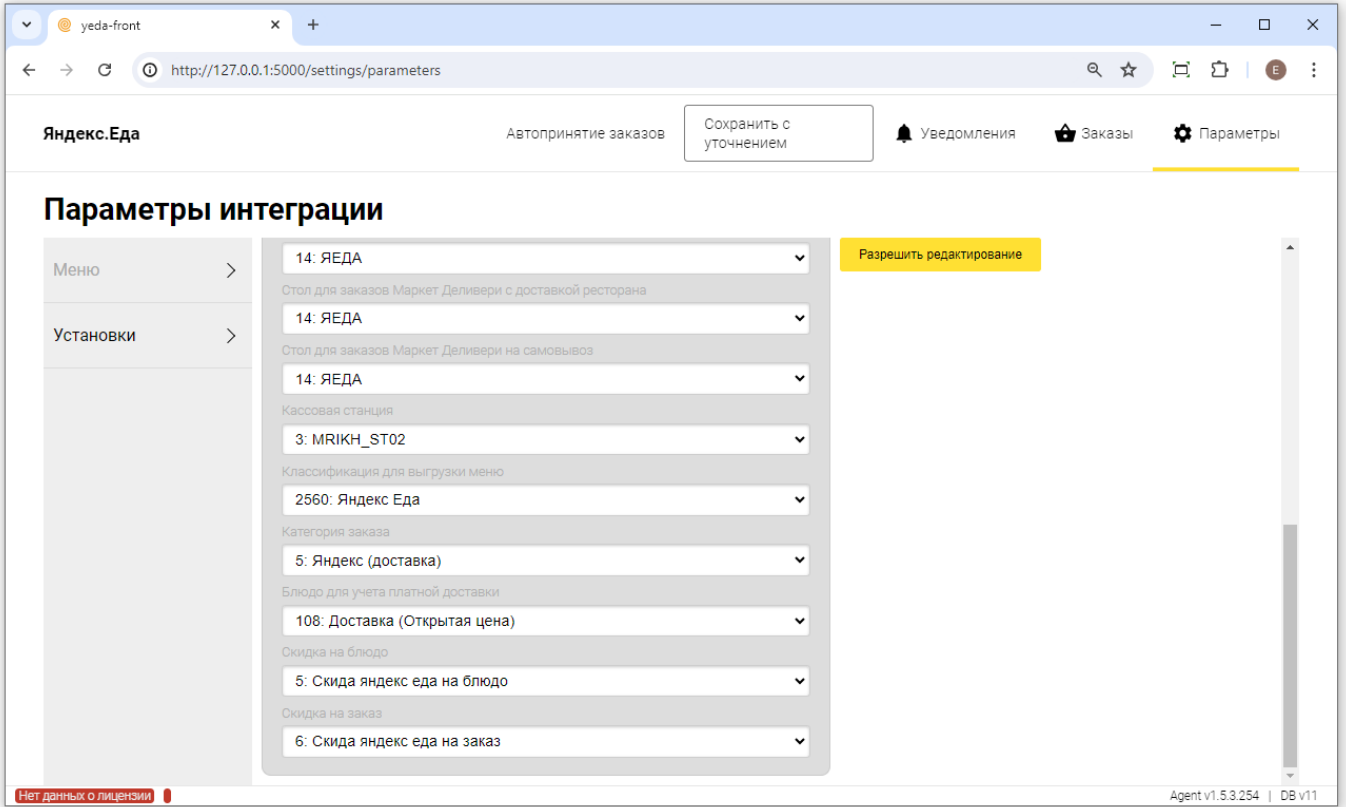 yeda-front
http://127.0.0.1:5000/settings/parameters
E
Яндекс.Еда
Автопринятие заказов
Сохранить с
уточнением
Уведомления
Заказы
Параметры
Параметры интеграции
Меню
Установки
14: ЯЕДА
Стол для заказов Маркет Деливери с доставкой ресторана
14: ЯЕДА
Стол для заказов Маркет Деливери на самовывоз
14: ЯЕДА
Кассовая станция
3: MRIKH_ST02
Классификация для выгрузки меню
2560: Яндекс Еда
Категория заказа
5: Яндекс (доставка)
Блюдо для учета платной доставки
108: Доставка (Открытая цена)
Скидка на блюдо
5: Скида яндекс еда на блюдо
Скидка на заказ
6: Скида яндекс еда на заказ
Разрешить редактирование
Нет данных о лицензии
Agent v1.5.3.254 | DB v11